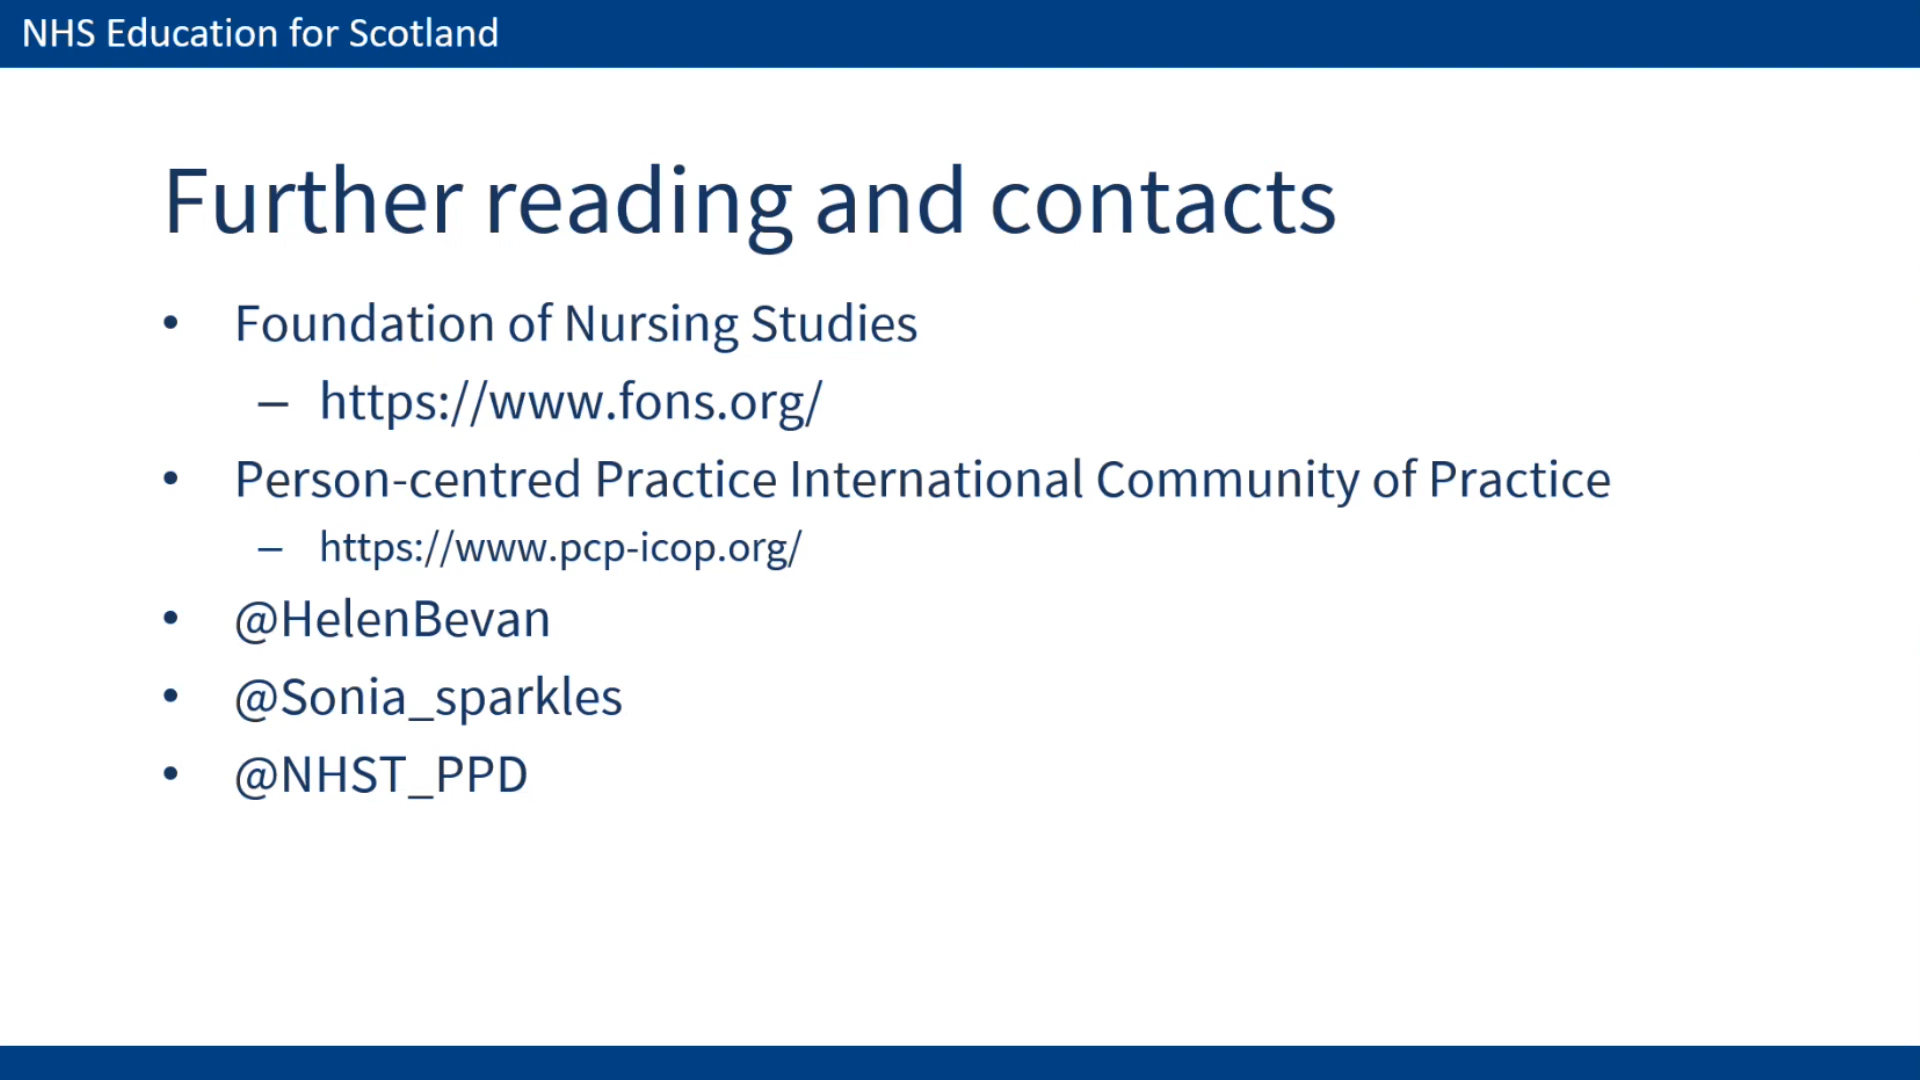 NHS Education for Scotland
Further reading and contacts
• Foundation of Nursing Studies
– https://www.fons.org/
• Person-centred Practice International Community of Practice
– https://www.pcp-icop.org/
• @HelenBevan
• @Sonia_sparkles
• @NHST_PPD